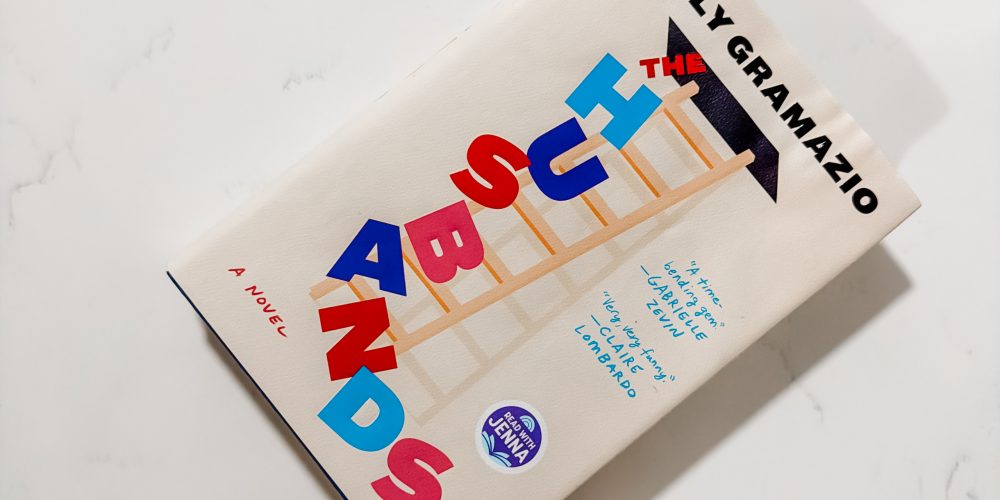 LY GRAMAZIO
THE
HUSBANDS
A NOVEL
"A time-
bending gem"
—GABRIELLE
ZEVIN
"Very, very funny."
—CLAIRE
LOMBARDO
READ WITH
JENNA